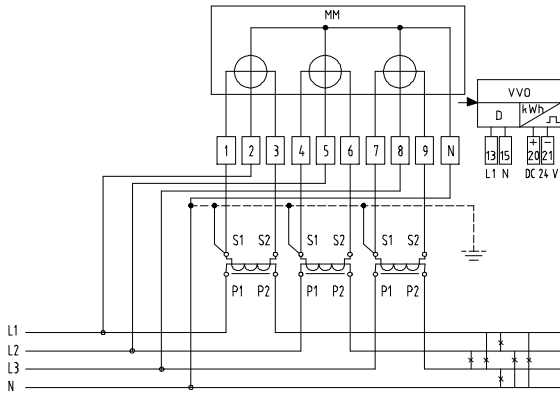 MM
VVO
D kWh
1 2 3 4 5 6 7 8 9 N
13 15 + 20 - 21
L1 N DC 24 V
S1 S2 S1 S2 S1 S2
P1 P2 P1 P2 P1 P2
L1
L2
L3
N